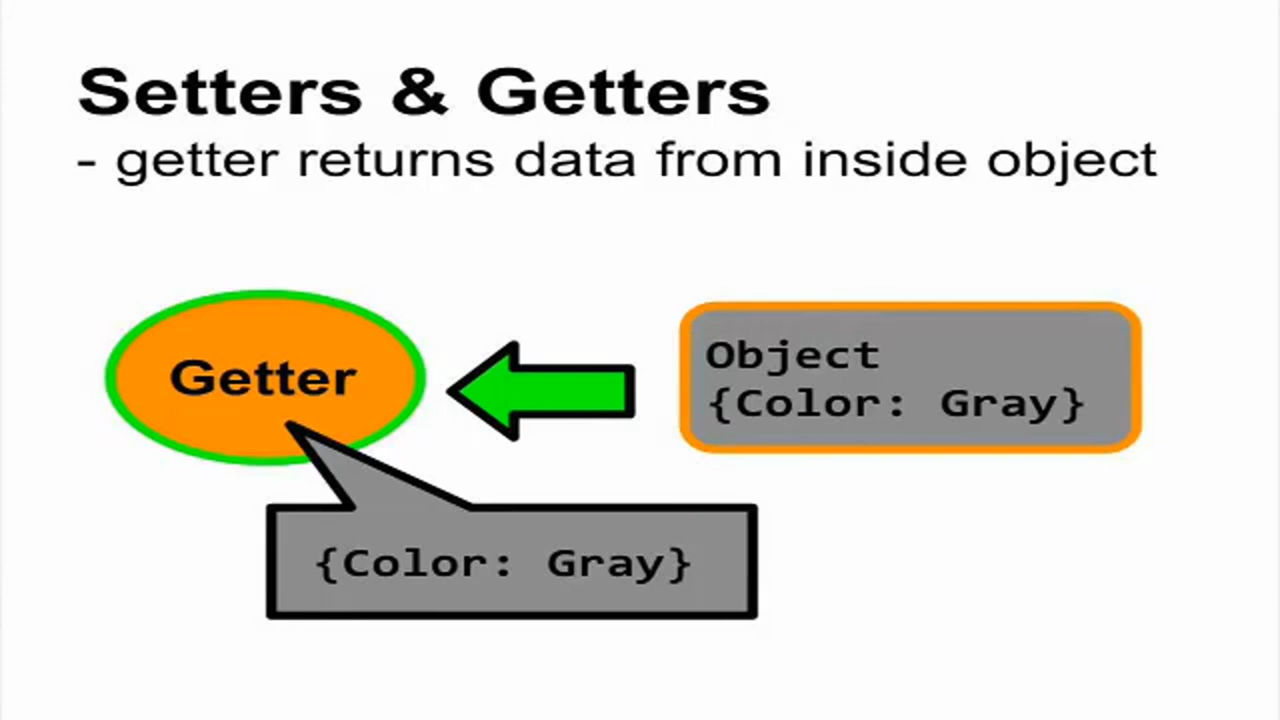 Setters & Getters
- getter returns data from inside object
Getter
Object
{Color: Gray}
{Color: Gray}